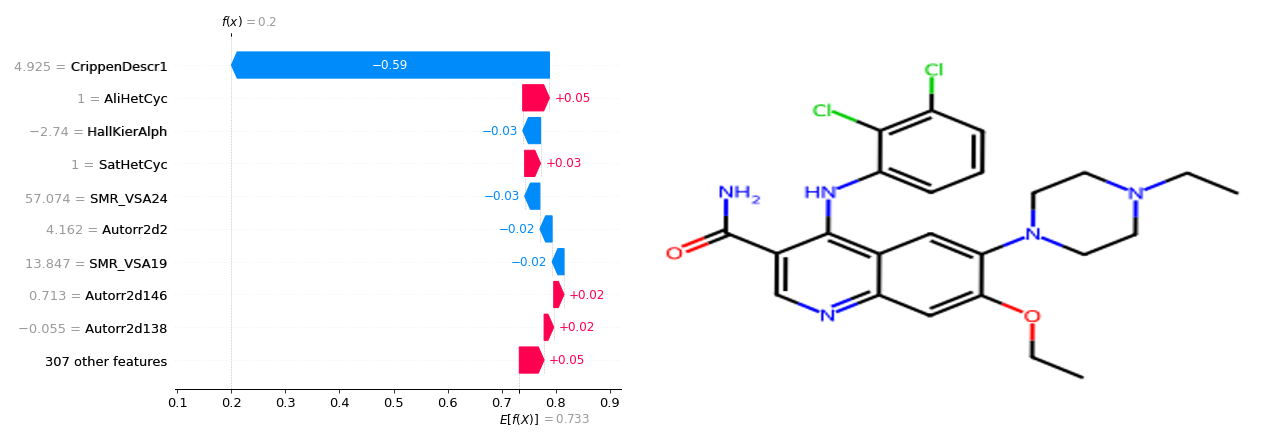 f(x) = 0.2
4.925 = CrippenDescr1
−0.59
1 = AliHetCyc
+0.05
−2.74 = HallKierAlph
−0.03
1 = SatHetCyc
+0.03
57.074 = SMR_VSA24
−0.03
4.162 = Autorr2d2
−0.02
13.847 = SMR_VSA19
−0.02
0.713 = Autorr2d146
+0.02
−0.055 = Autorr2d138
+0.02
307 other features
+0.05
0.1 0.2 0.3 0.4 0.5 0.6 0.7 0.8 0.9
E[f(X)] = 0.733
Cl
Cl
NH₂
HN
N
N
O
N
O